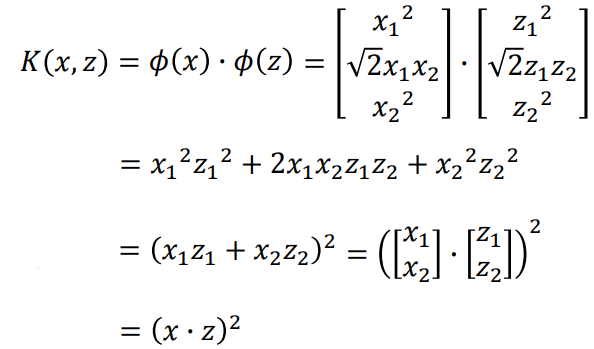 K(x, z) = ϕ(x) · ϕ(z) = [x₁² √2x₁x₂ x₂²] · [z₁² √2z₁z₂ z₂²]
= x₁²z₁² + 2x₁x₂z₁z₂ + x₂²z₂²
= (x₁z₁ + x₂z₂)² = ([x₁ x₂] · [z₁ z₂])²
= (x · z)²